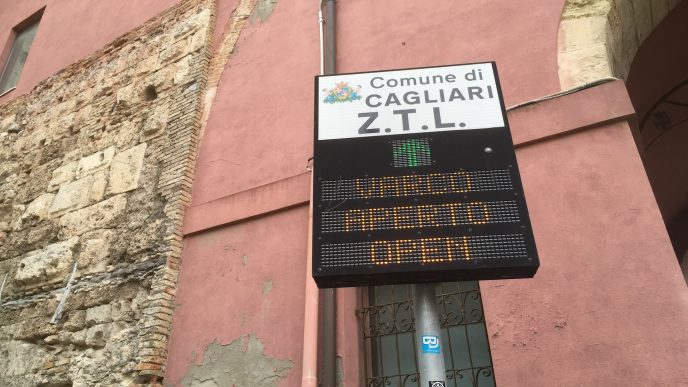 Comune di
CAGLIARI
Z.T.L.
VARCO
APERTO
OPEN